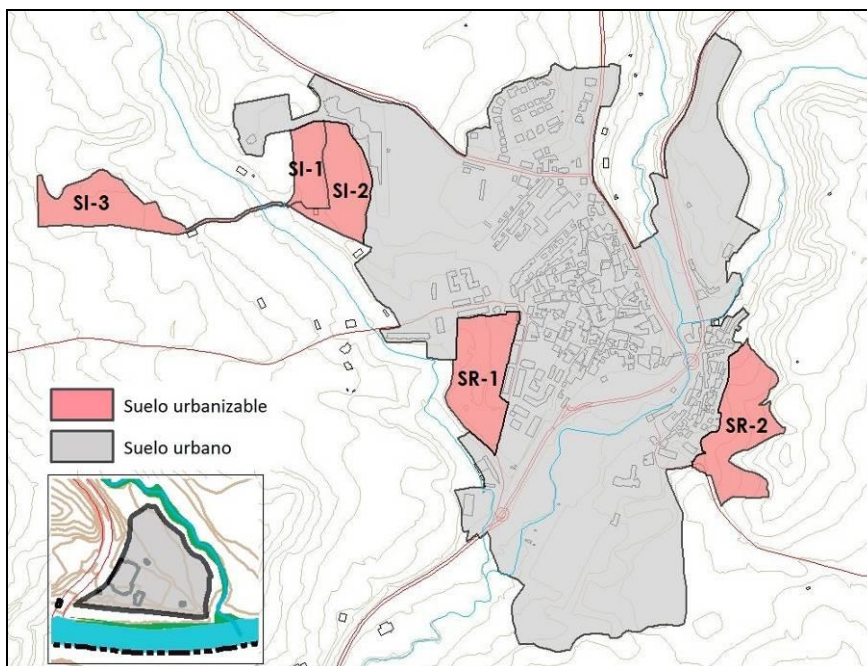 SI-1
SI-2
SI-3
SR-1
SR-2
Suelo urbanizable
Suelo urbano